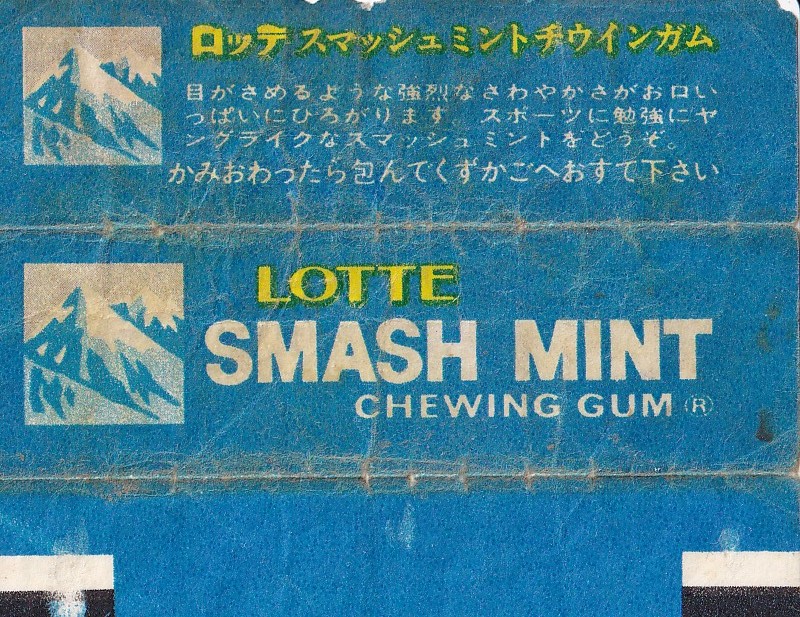 ロッテ スマッシュミントチウインガム
目がさめるような強烈なさわやかさがお口い
っぱいにひろがります。スポーツに勉強にヤ
ングライクなスマッシュミントをどうぞ。
かみおわったら包んでくずかごへおすて下さい
LOTTE
SMASH MINT
CHEWING GUM ®